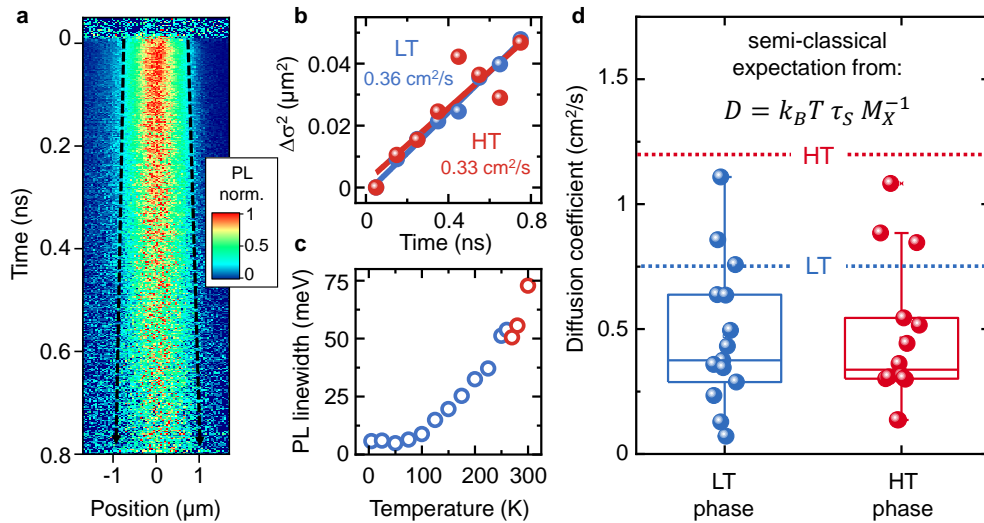 a
0
0.2
0.4
0.6
0.8
Time (ns)
-1 0 1
Position (μm)
PL
norm.
1
0.5
0
b
0.04
0.02
0
Δσ² (μm²)
LT
0.36 cm²/s
HT
0.33 cm²/s
0.0 0.4 0.8
Time (ns)
c
75
50
25
0
PL linewidth (meV)
0 100 200 300
Temperature (K)
d
1.5
1
0.5
0
Diffusion coefficient (cm²/s)
semi-classical
expectation from:
D = k_B T τ_S M_X^{-1}
HT
LT
LT
phase
HT
phase